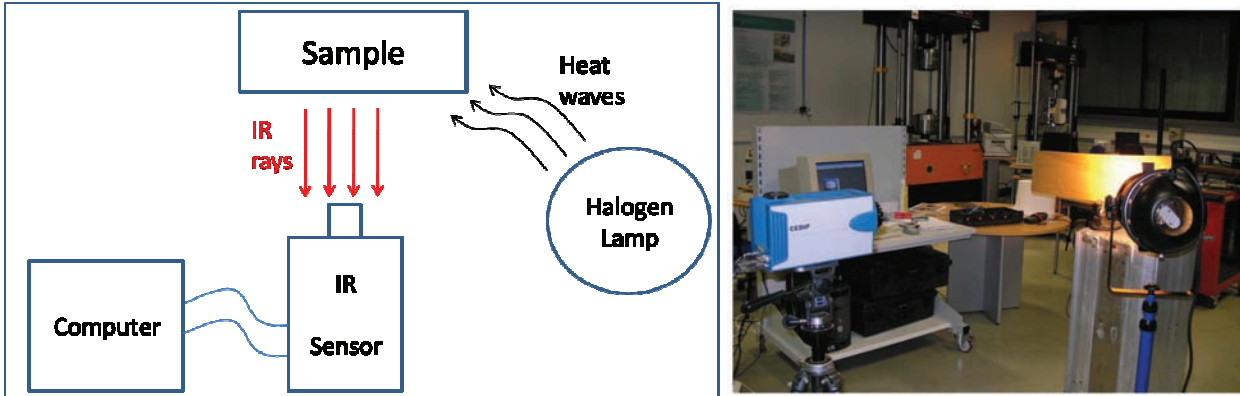 Sample
Heat
waves
IR
rays
Halogen
Lamp
IR
Sensor
Computer
CEDIP